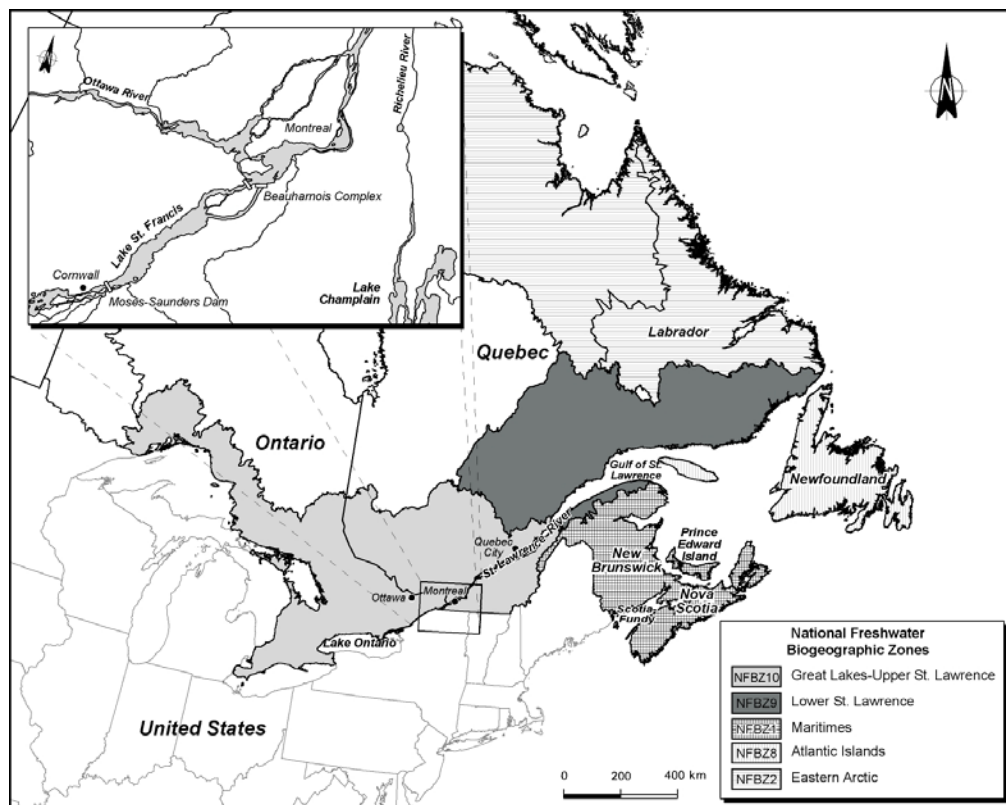 Ottawa River
Richelieu River
Montreal
Beauharnois Complex
Lake St. Francis
Cornwall
Moses-Saunders Dam
Lake
Champlain
N
Labrador
Quebec
Ontario
Gulf of St.
Lawrence
Newfoundland
St-Lawrence-River
Quebec
City
Prince
Edward
Island
New
Brunswick
Nova
Scotia
Scotia-
Fundy
Ottawa
Montreal
Lake Ontario
United States
National Freshwater
Biogeographic Zones
NFBZ10 Great Lakes-Upper St. Lawrence
NFBZ9 Lower St. Lawrence
NFBZ1 Maritimes
NFBZ8 Atlantic Islands
NFBZ2 Eastern Arctic
0 200 400 km